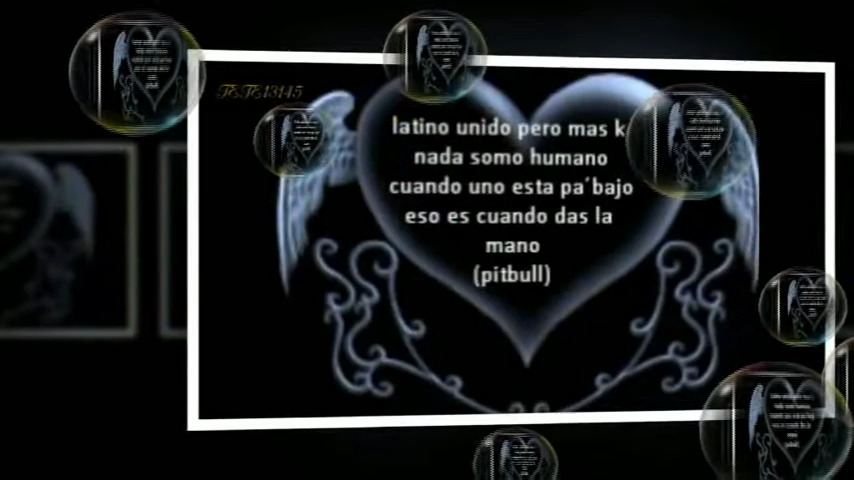 TETE13145
latino unido pero mas k
nada somo humano
cuando uno esta pa´bajo
eso es cuando das la
mano
(pitbull)